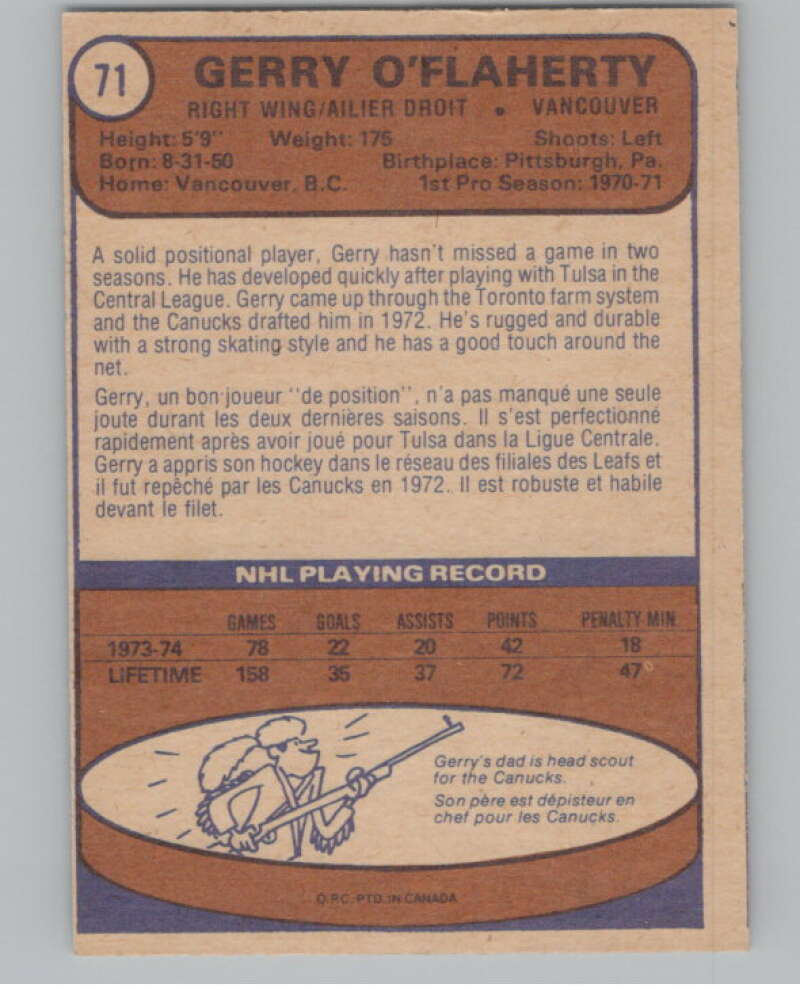 71
GERRY O'FLAHERTY
RIGHT WING/AILIER DROIT • VANCOUVER
Height: 5'9" Weight: 175 Shoots: Left
Born: 8-31-50 Birthplace: Pittsburgh, Pa.
Home: Vancouver, B.C. 1st Pro Season: 1970-71
A solid positional player, Gerry hasn't missed a game in two
seasons. He has developed quickly after playing with Tulsa in the
Central League. Gerry came up through the Toronto farm system
and the Canucks drafted him in 1972. He's rugged and durable
with a strong skating style and he has a good touch around the
net.
Gerry, un bon joueur "de position", n'a pas manqué une seule
joute durant les deux dernières saisons. Il s'est perfectionné
rapidement après avoir joué pour Tulsa dans la Ligue Centrale.
Gerry a appris son hockey dans le réseau des filiales des Leafs et
il fut repêché par les Canucks en 1972. Il est robuste et habile
devant le filet.
NHL PLAYING RECORD
GAMES GOALS ASSISTS POINTS PENALTY MIN.
1973-74 78 22 20 42 18
LIFETIME 158 35 37 72 47
Gerry's dad is head scout
for the Canucks.
Son père est dépisteur en
chef pour les Canucks.
O.P.C. PTD. IN CANADA